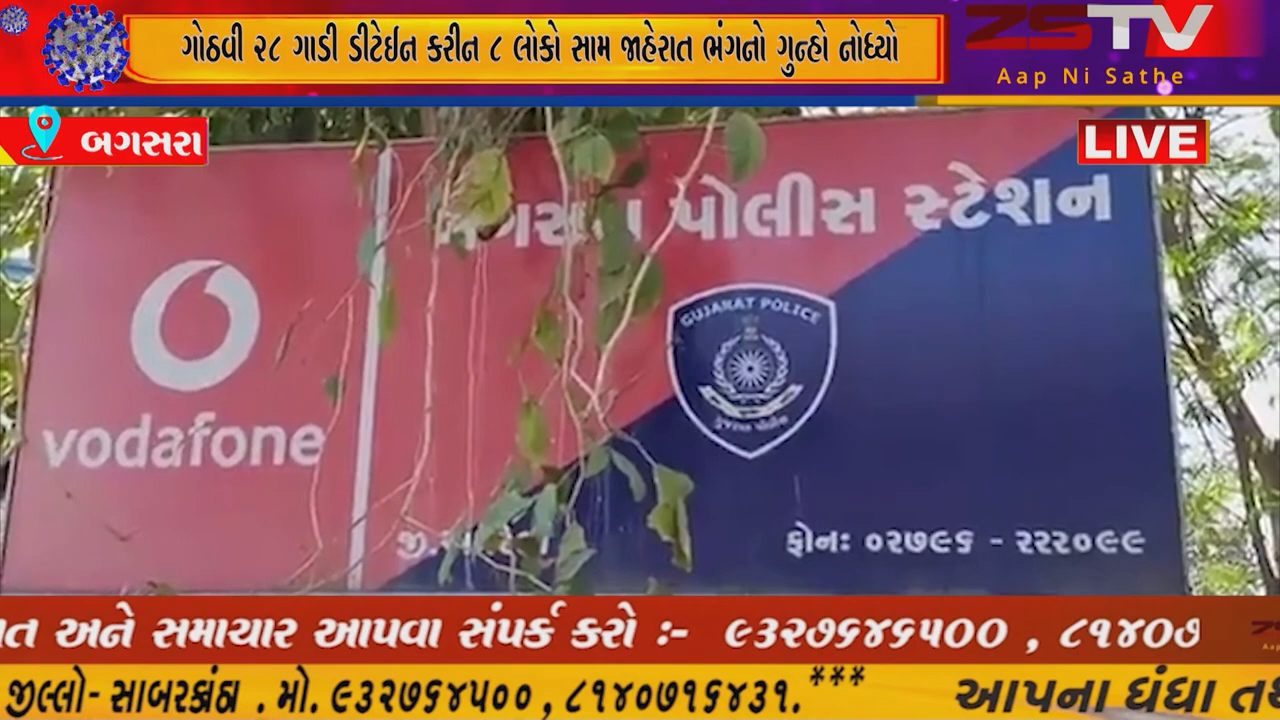 ગોઠવી ૨૮ ગાડી ડીટેઇન કરીન ૮ લોકો સામ જાહેરાત ભંગનો ગુન્હો નોધ્યો
ZSTV
Aap Ni Sathe
બગસરા
LIVE
પોલીસ સ્ટેશન
vodafone
GUJARAT POLICE
ગુજરાત પોલીસ
ફોનઃ ૦૨૭૯૬ - ૨૨૨૦૯૯
અને સમાચાર આપવા સંપર્ક કરો :- ૯૩૨૭૬૪૬૫૦૦ , ૮૧૪૦૭
જીલ્લો- સાબરકાંઠા . મો. ૯૩૨૭૬૪૫૦૦ , ૮૧૪૦૭૧૬૪૩૧. *** આપના ધંધા